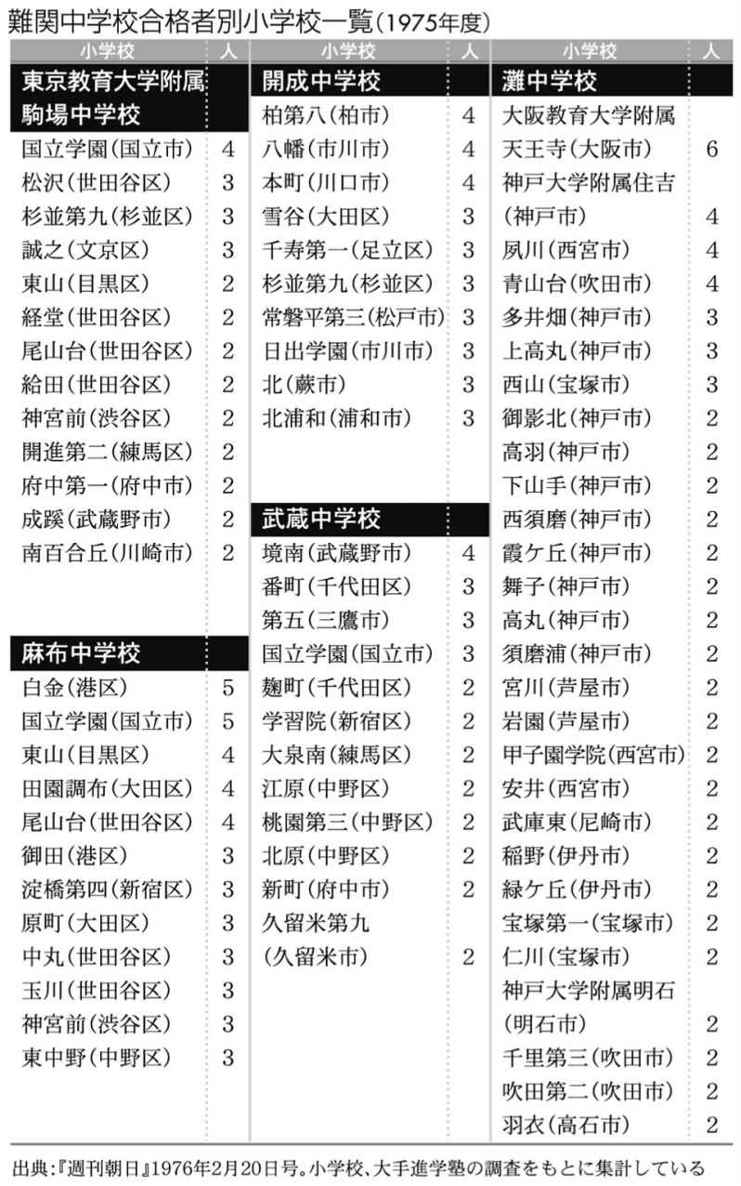 難関中学校合格者別小学校一覧(1975年度)
小学校 人
東京教育大学附属
駒場中学校
国立学園(国立市) 4
松沢(世田谷区) 3
杉並第九(杉並区) 3
誠之(文京区) 3
東山(目黒区) 2
経堂(世田谷区) 2
尾山台(世田谷区) 2
給田(世田谷区) 2
神宮前(渋谷区) 2
開進第二(練馬区) 2
府中第一(府中市) 2
成蹊(武蔵野市) 2
南百合丘(川崎市) 2
麻布中学校
白金(港区) 5
国立学園(国立市) 5
東山(目黒区) 4
田園調布(大田区) 4
尾山台(世田谷区) 4
御田(港区) 3
淀橋第四(新宿区) 3
原町(大田区) 3
中丸(世田谷区) 3
玉川(世田谷区) 3
神宮前(渋谷区) 3
東中野(中野区) 3
小学校 人
開成中学校
柏第八(柏市) 4
八幡(市川市) 4
本町(川口市) 4
雪谷(大田区) 3
千寿第一(足立区) 3
杉並第九(杉並区) 3
常磐平第三(松戸市) 3
日出学園(市川市) 3
北(蕨市) 3
北浦和(浦和市) 3
武蔵中学校
境南(武蔵野市) 4
番町(千代田区) 3
第五(三鷹市) 3
国立学園(国立市) 3
麹町(千代田区) 2
学習院(新宿区) 2
大泉南(練馬区) 2
江原(中野区) 2
桃園第三(中野区) 2
北原(中野区) 2
新町(府中市) 2
久留米第九
(久留米市) 2
小学校 人
灘中学校
大阪教育大学附属
天王寺(大阪市) 6
神戸大学附属住吉
(神戸市) 4
夙川(西宮市) 4
青山台(吹田市) 4
多井畑(神戸市) 3
上高丸(神戸市) 3
西山(宝塚市) 3
御影北(神戸市) 2
高羽(神戸市) 2
下山手(神戸市) 2
西須磨(神戸市) 2
霞ケ丘(神戸市) 2
舞子(神戸市) 2
高丸(神戸市) 2
須磨浦(神戸市) 2
宮川(芦屋市) 2
岩園(芦屋市) 2
甲子園学院(西宮市) 2
安井(西宮市) 2
武庫東(尼崎市) 2
稲野(伊丹市) 2
緑ケ丘(伊丹市) 2
宝塚第一(宝塚市) 2
仁川(宝塚市) 2
神戸大学附属明石
(明石市) 2
千里第三(吹田市) 2
吹田第二(吹田市) 2
羽衣(高石市) 2
出典:『週刊朝日』1976年2月20日号。小学校、大手進学塾の調査をもとに集計している